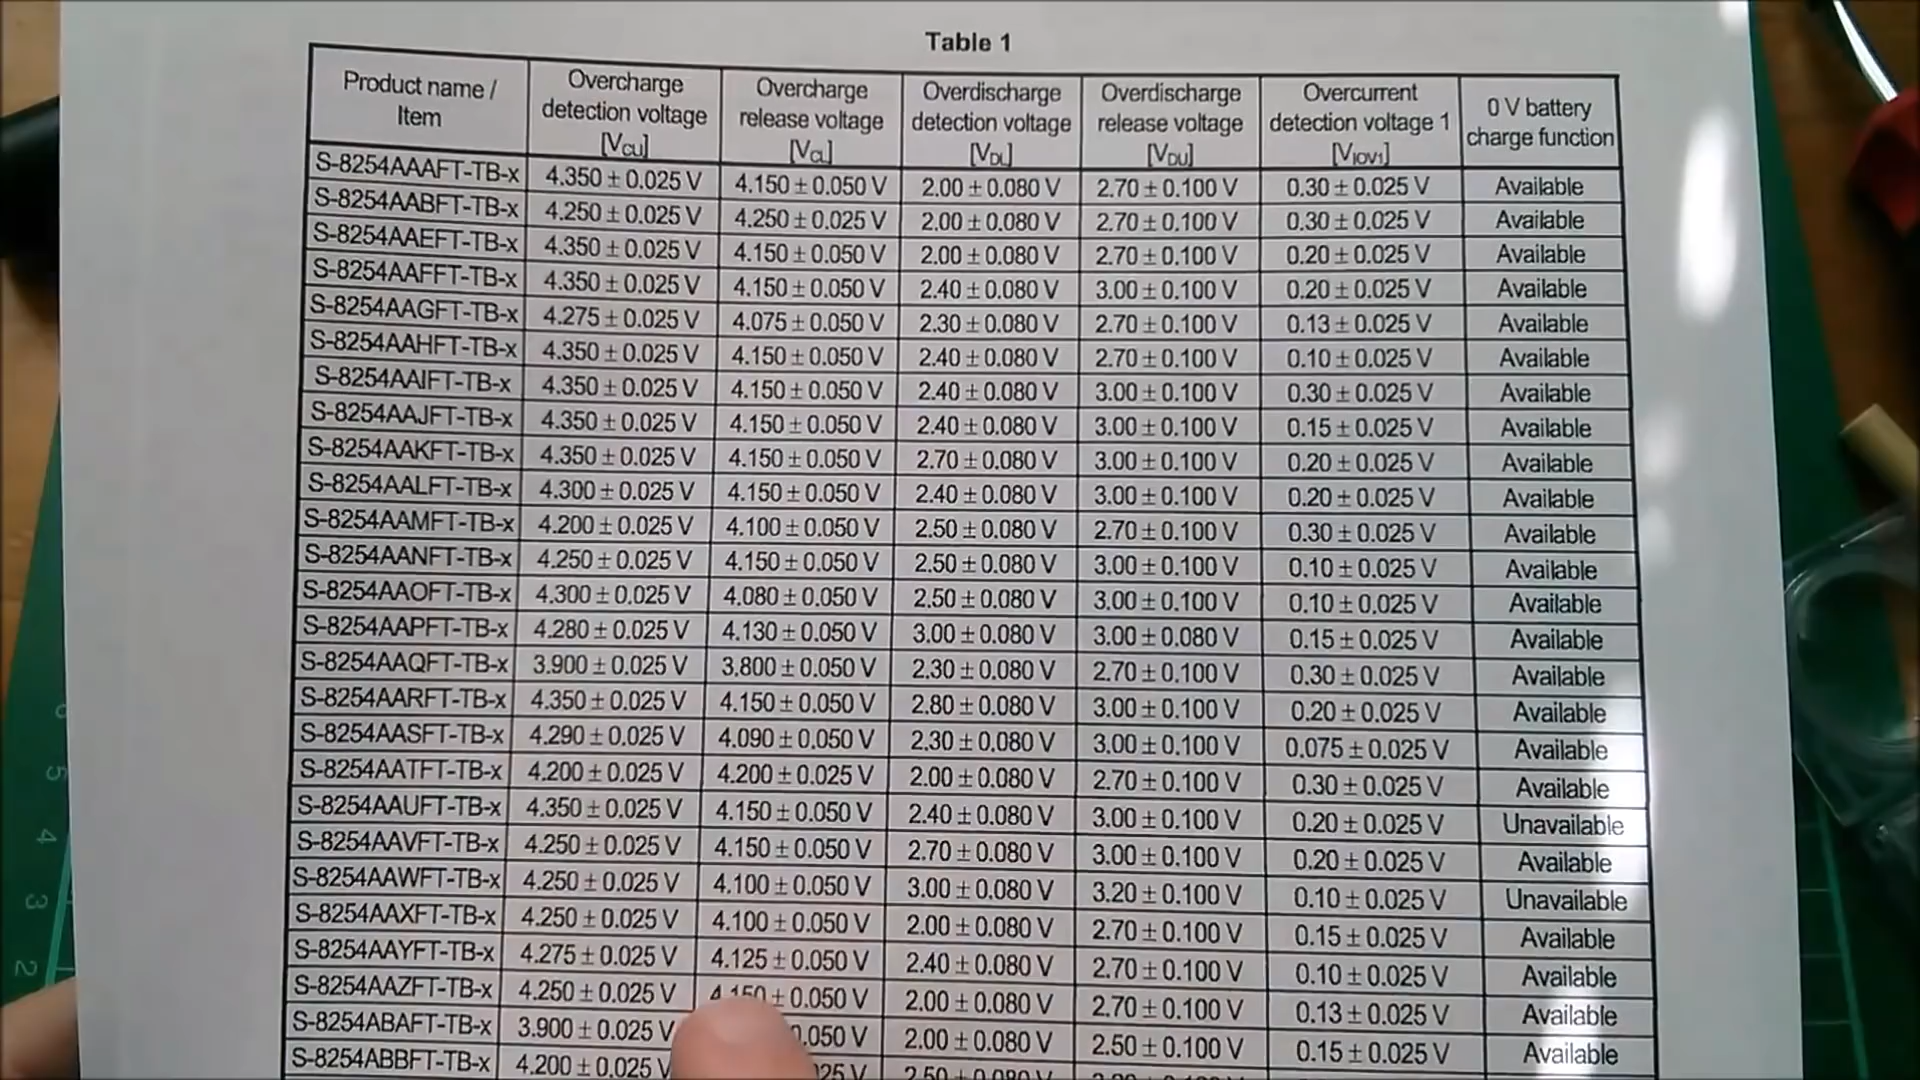 Table 1
Product name / Item Overcharge detection voltage [VCU] Overcharge release voltage [VCL] Overdischarge detection voltage [VDL] Overdischarge release voltage [VDU] Overcurrent detection voltage 1 [VIOV1] 0 V battery charge function
S-8254AAAFT-TB-x 4.350 ± 0.025 V 4.150 ± 0.050 V 2.00 ± 0.080 V 2.70 ± 0.100 V 0.30 ± 0.025 V Available
S-8254AABFT-TB-x 4.250 ± 0.025 V 4.250 ± 0.025 V 2.00 ± 0.080 V 2.70 ± 0.100 V 0.30 ± 0.025 V Available
S-8254AAEFT-TB-x 4.350 ± 0.025 V 4.150 ± 0.050 V 2.00 ± 0.080 V 2.70 ± 0.100 V 0.20 ± 0.025 V Available
S-8254AAFFT-TB-x 4.350 ± 0.025 V 4.150 ± 0.050 V 2.40 ± 0.080 V 3.00 ± 0.100 V 0.20 ± 0.025 V Available
S-8254AAGFT-TB-x 4.275 ± 0.025 V 4.075 ± 0.050 V 2.30 ± 0.080 V 2.70 ± 0.100 V 0.13 ± 0.025 V Available
S-8254AAHFT-TB-x 4.350 ± 0.025 V 4.150 ± 0.050 V 2.40 ± 0.080 V 2.70 ± 0.100 V 0.10 ± 0.025 V Available
S-8254AAIFT-TB-x 4.350 ± 0.025 V 4.150 ± 0.050 V 2.40 ± 0.080 V 3.00 ± 0.100 V 0.30 ± 0.025 V Available
S-8254AAJFT-TB-x 4.350 ± 0.025 V 4.150 ± 0.050 V 2.40 ± 0.080 V 3.00 ± 0.100 V 0.15 ± 0.025 V Available
S-8254AAKFT-TB-x 4.350 ± 0.025 V 4.150 ± 0.050 V 2.70 ± 0.080 V 3.00 ± 0.100 V 0.20 ± 0.025 V Available
S-8254AALFT-TB-x 4.300 ± 0.025 V 4.150 ± 0.050 V 2.40 ± 0.080 V 3.00 ± 0.100 V 0.20 ± 0.025 V Available
S-8254AAMFT-TB-x 4.200 ± 0.025 V 4.100 ± 0.050 V 2.50 ± 0.080 V 2.70 ± 0.100 V 0.30 ± 0.025 V Available
S-8254AANFT-TB-x 4.250 ± 0.025 V 4.150 ± 0.050 V 2.50 ± 0.080 V 3.00 ± 0.100 V 0.10 ± 0.025 V Available
S-8254AAOFT-TB-x 4.300 ± 0.025 V 4.080 ± 0.050 V 2.50 ± 0.080 V 3.00 ± 0.100 V 0.10 ± 0.025 V Available
S-8254AAPFT-TB-x 4.280 ± 0.025 V 4.130 ± 0.050 V 3.00 ± 0.080 V 3.00 ± 0.080 V 0.15 ± 0.025 V Available
S-8254AAQFT-TB-x 3.900 ± 0.025 V 3.800 ± 0.050 V 2.30 ± 0.080 V 2.70 ± 0.100 V 0.30 ± 0.025 V Available
S-8254AARFT-TB-x 4.350 ± 0.025 V 4.150 ± 0.050 V 2.80 ± 0.080 V 3.00 ± 0.100 V 0.20 ± 0.025 V Available
S-8254AASFT-TB-x 4.290 ± 0.025 V 4.090 ± 0.050 V 2.30 ± 0.080 V 3.00 ± 0.100 V 0.075 ± 0.025 V Available
S-8254AATFT-TB-x 4.200 ± 0.025 V 4.200 ± 0.025 V 2.00 ± 0.080 V 2.70 ± 0.100 V 0.30 ± 0.025 V Available
S-8254AAUFT-TB-x 4.350 ± 0.025 V 4.150 ± 0.050 V 2.40 ± 0.080 V 3.00 ± 0.100 V 0.20 ± 0.025 V Unavailable
S-8254AAVFT-TB-x 4.250 ± 0.025 V 4.150 ± 0.050 V 2.70 ± 0.080 V 3.00 ± 0.100 V 0.20 ± 0.025 V Available
S-8254AAWFT-TB-x 4.250 ± 0.025 V 4.100 ± 0.050 V 3.00 ± 0.080 V 3.20 ± 0.100 V 0.10 ± 0.025 V Unavailable
S-8254AAXFT-TB-x 4.250 ± 0.025 V 4.100 ± 0.050 V 2.00 ± 0.080 V 2.70 ± 0.100 V 0.15 ± 0.025 V Available
S-8254AAYFT-TB-x 4.275 ± 0.025 V 4.125 ± 0.050 V 2.40 ± 0.080 V 2.70 ± 0.100 V 0.10 ± 0.025 V Available
S-8254AAZFT-TB-x 4.250 ± 0.025 V 4.150 ± 0.050 V 2.00 ± 0.080 V 2.70 ± 0.100 V 0.13 ± 0.025 V Available
S-8254ABAFT-TB-x 3.900 ± 0.025 V 0.050 V 2.00 ± 0.080 V 2.50 ± 0.100 V 0.15 ± 0.025 V Available
S-8254ABBFT-TB-x 4.200 ± 0.025 V
5
4
3
2